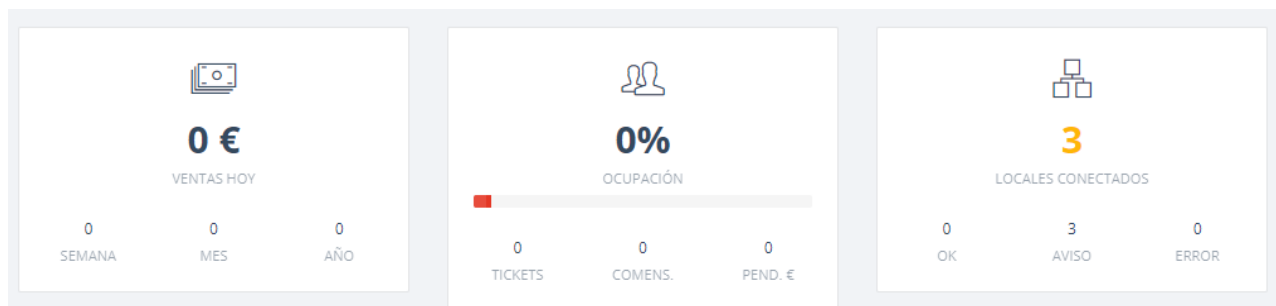 0 €
VENTAS HOY
0 0 0
SEMANA MES AÑO
0%
OCUPACIÓN
0 0 0
TICKETS COMENS. PEND. €
3
LOCALES CONECTADOS
0 3 0
OK AVISO ERROR